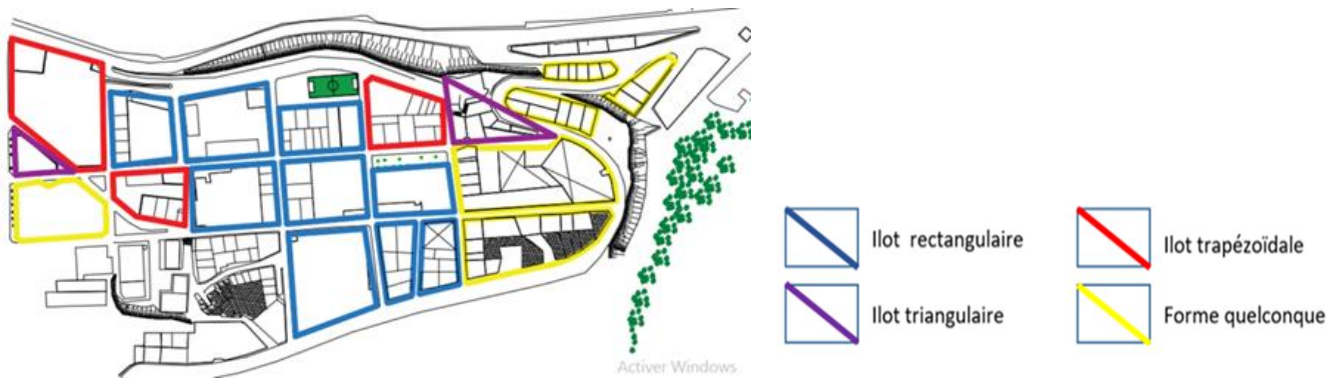 Ilot rectangulaire
Ilot trapézoïdale
Ilot triangulaire
Forme quelconque
Activer Windows